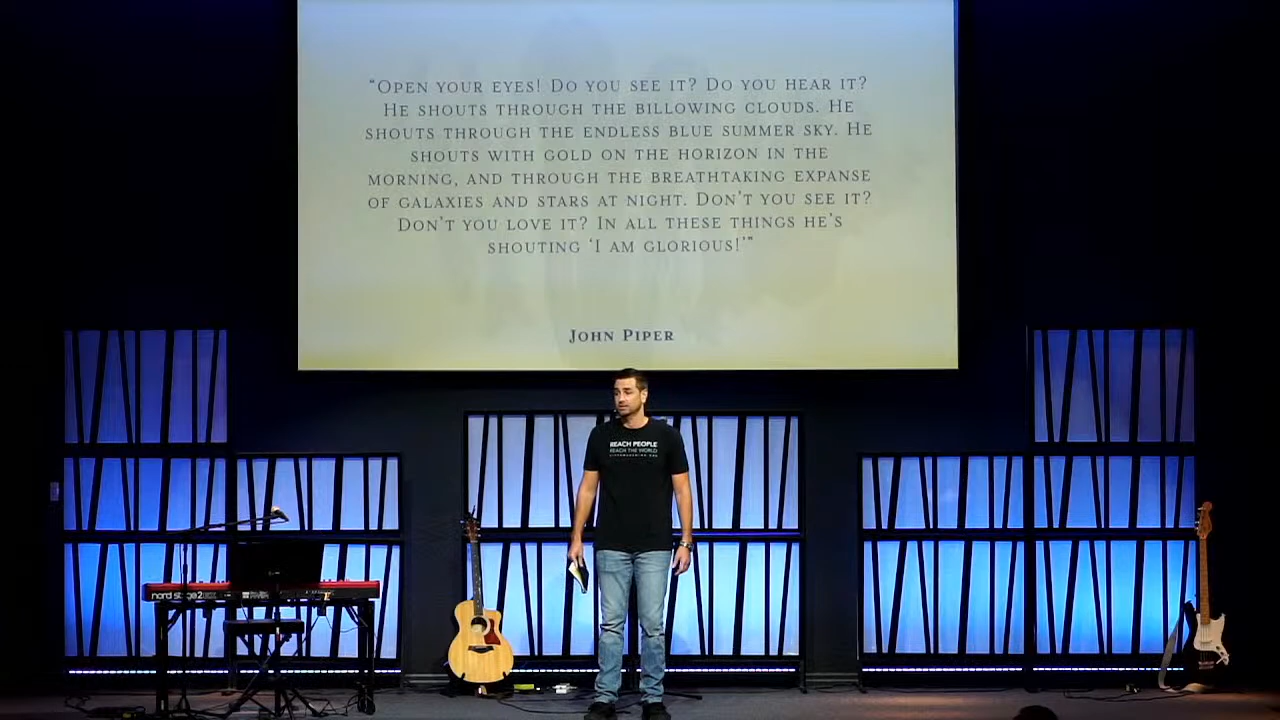 “Open your eyes! Do you see it? Do you hear it?
He shouts through the billowing clouds. He
shouts through the endless blue summer sky. He
shouts with gold on the horizon in the
morning, and through the breathtaking expanse
of galaxies and stars at night. Don’t you see it?
Don’t you love it? In all these things he’s
shouting ‘I am glorious!’”
John Piper
REACH PEOPLE
REACH THE WORLD
nord stage 2